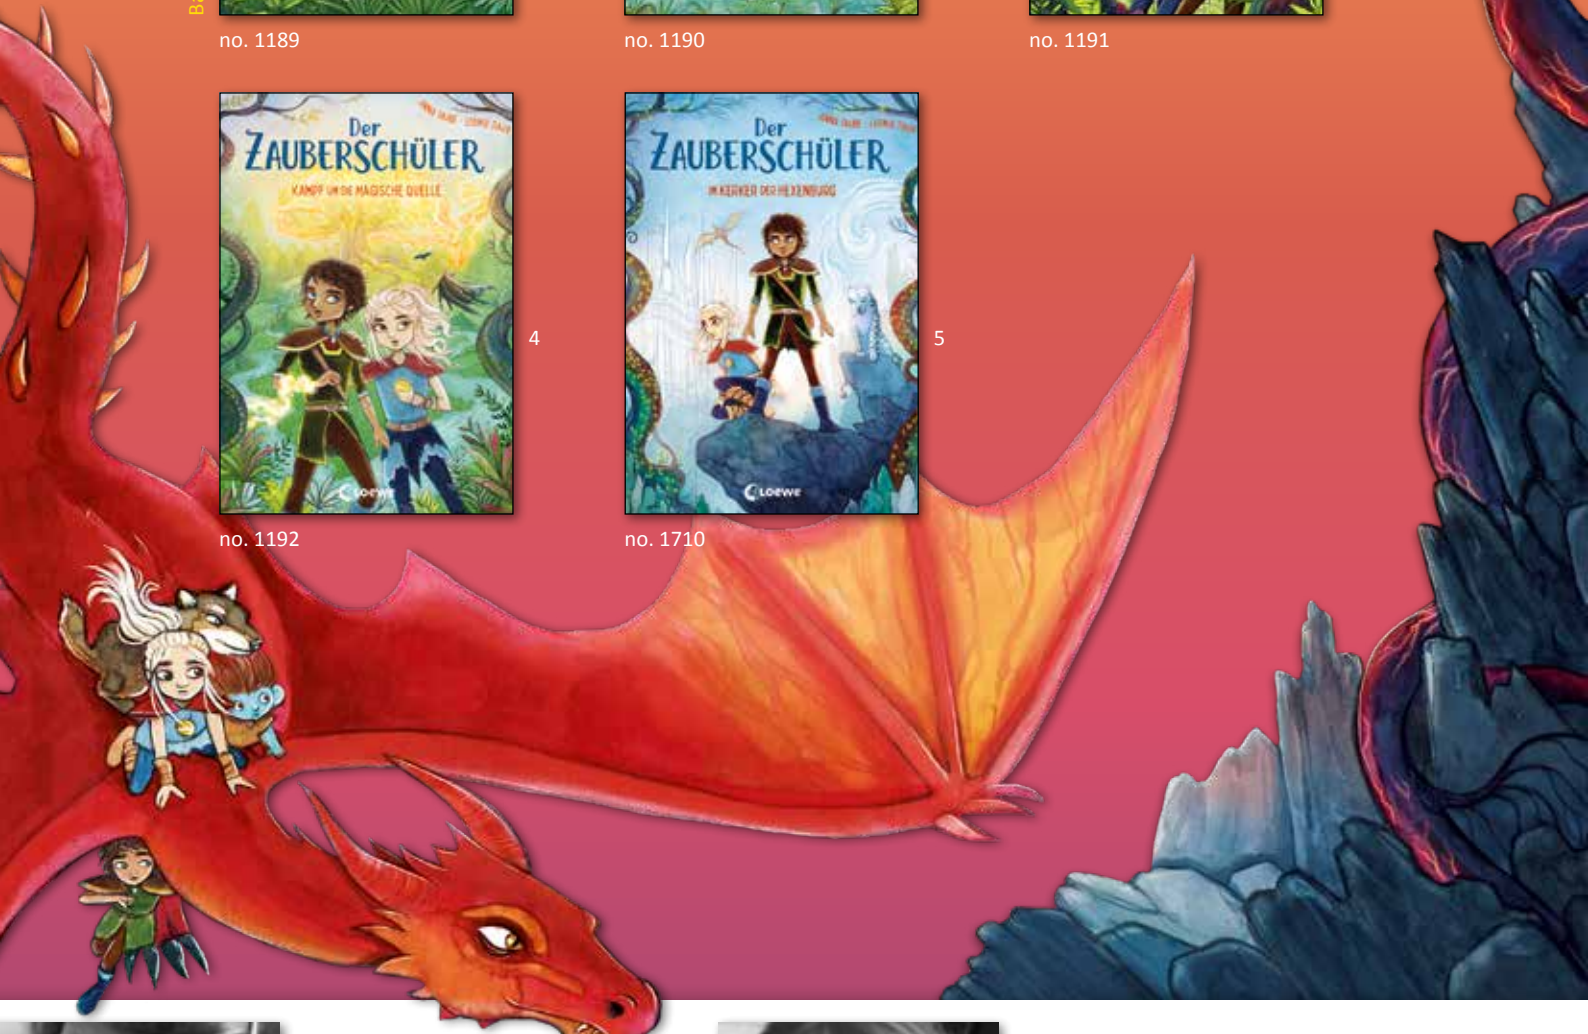 Ba
no. 1189
no. 1190
no. 1191
Der
ZAUBERSCHÜLER
KAMPF UM DIE MAGISCHE QUELLE
LOEWE
4
no. 1192
Der
ZAUBERSCHÜLER
IM KERKER DER HEXENBURG
LOEWE
5
no. 1710